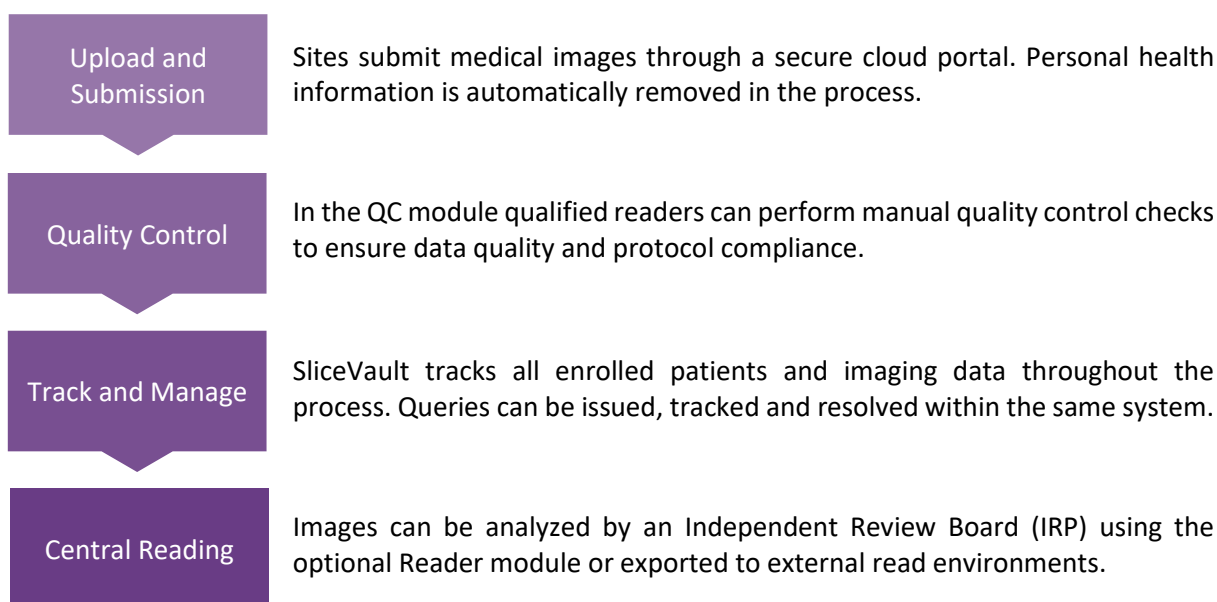 Upload and
Submission
Sites submit medical images through a secure cloud portal. Personal health
information is automatically removed in the process.
Quality Control
In the QC module qualified readers can perform manual quality control checks
to ensure data quality and protocol compliance.
Track and Manage
SliceVault tracks all enrolled patients and imaging data throughout the
process. Queries can be issued, tracked and resolved within the same system.
Central Reading
Images can be analyzed by an Independent Review Board (IRP) using the
optional Reader module or exported to external read environments.